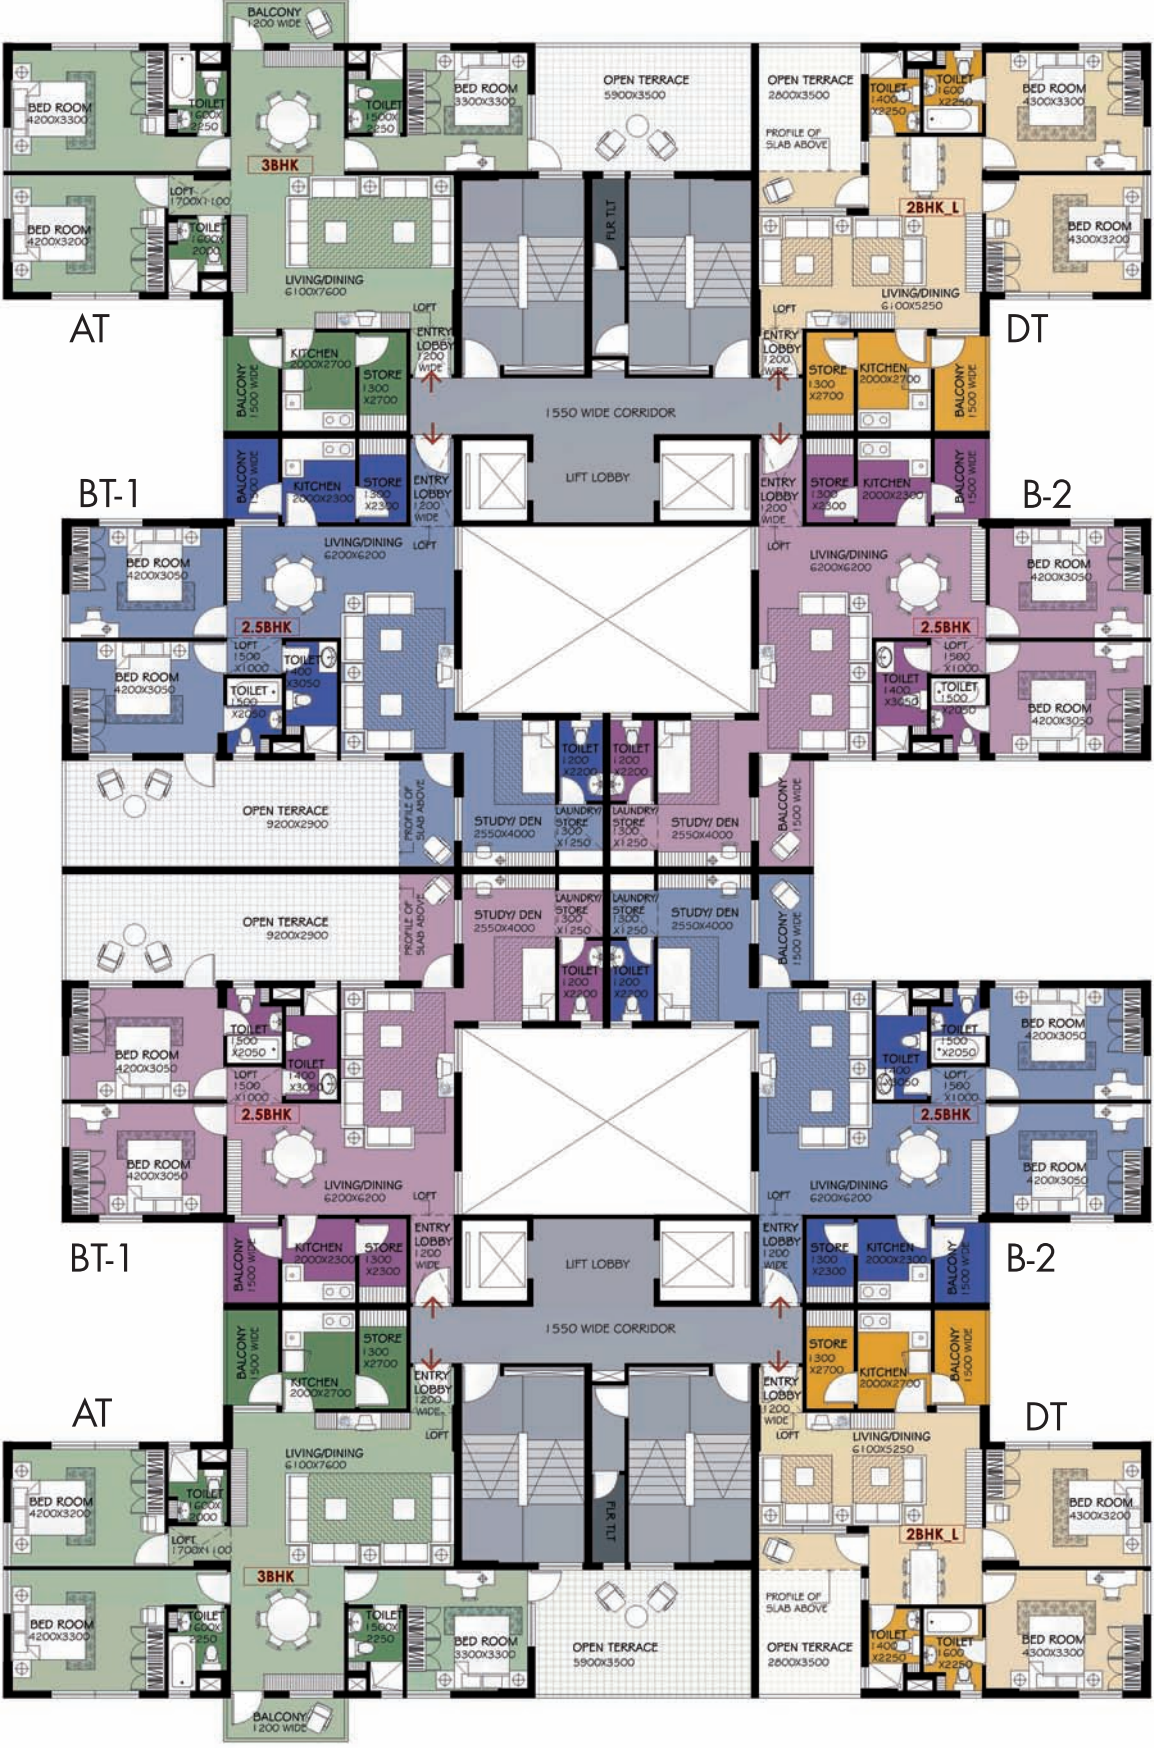 BALCONY
1200 WIDE
BED ROOM
4200X3300
TOILET
1600X
2250
TOILET
1500X
2250
BED ROOM
3300X3300
OPEN TERRACE
5900X3500
OPEN TERRACE
2800X3500
PROFILE OF
SLAB ABOVE
TOILET
1400
X2250
TOILET
1600
X2250
BED ROOM
4300X3300
3BHK
LOFT
1700X1100
BED ROOM
4200X3200
TOILET
1600X
2000
LIVING/DINING
6100X7600
FLR TLT
2BHK_L
BED ROOM
4300X3200
LIVING/DINING
6100X5250
LOFT
LOFT
AT
DT
BALCONY
1500 WIDE
KITCHEN
2000X2700
STORE
1300
X2700
ENTRY
LOBBY
1200
WIDE
ENTRY
LOBBY
1200
WIDE
STORE
1300
X2700
KITCHEN
2000X2700
BALCONY
1500 WIDE
1550 WIDE CORRIDOR
LIFT LOBBY
BT-1
B-2
BALCONY
1500 WIDE
KITCHEN
2000X2300
STORE
1300
X2300
ENTRY
LOBBY
1200
WIDE
LOFT
ENTRY
LOBBY
1200
WIDE
LOFT
STORE
1300
X2300
KITCHEN
2000X2300
BALCONY
1500 WIDE
BED ROOM
4200X3050
LIVING/DINING
6200X6200
LIVING/DINING
6200X6200
BED ROOM
4200X3050
2.5BHK
2.5BHK
LOFT
1500
X1000
LOFT
1500
X1000
BED ROOM
4200X3050
TOILET
1400
X3050
TOILET
1500
X2050
TOILET
1400
X3050
TOILET
1500
X2050
BED ROOM
4200X3050
TOILET
1200
X2200
TOILET
1200
X2200
OPEN TERRACE
9200X2900
PROFILE OF
SLAB ABOVE
STUDY/ DEN
2550X4000
LAUNDRY/
STORE
1300
X1250
LAUNDRY/
STORE
1300
X1250
STUDY/ DEN
2550X4000
BALCONY
1500 WIDE
OPEN TERRACE
9200X2900
PROFILE OF
SLAB ABOVE
STUDY/ DEN
2550X4000
LAUNDRY/
STORE
1300
X1250
LAUNDRY/
STORE
1300
X1250
STUDY/ DEN
2550X4000
BALCONY
1500 WIDE
TOILET
1200
X2200
TOILET
1200
X2200
BED ROOM
4200X3050
TOILET
1500
X2050
TOILET
1400
X3050
TOILET
1400
X3050
TOILET
1500
X2050
BED ROOM
4200X3050
LOFT
1500
X1000
LOFT
1500
X1000
2.5BHK
2.5BHK
BED ROOM
4200X3050
LIVING/DINING
6200X6200
LOFT
LOFT
LIVING/DINING
6200X6200
BED ROOM
4200X3050
BT-1
B-2
BALCONY
1500 WIDE
KITCHEN
2000X2300
STORE
1300
X2300
ENTRY
LOBBY
1200
WIDE
LIFT LOBBY
ENTRY
LOBBY
1200
WIDE
STORE
1300
X2300
KITCHEN
2000X2300
BALCONY
1500 WIDE
1550 WIDE CORRIDOR
BALCONY
1500 WIDE
KITCHEN
2000X2700
STORE
1300
X2700
ENTRY
LOBBY
1200
WIDE
LOFT
ENTRY
LOBBY
1200
WIDE
LOFT
STORE
1300
X2700
KITCHEN
2000X2700
BALCONY
1500 WIDE
AT
DT
LIVING/DINING
6100X7600
LIVING/DINING
6100X5250
BED ROOM
4200X3200
TOILET
1600X
2000
LOFT
1700X1100
FLR TLT
2BHK_L
BED ROOM
4300X3200
3BHK
BED ROOM
4200X3300
TOILET
1600X
2250
TOILET
1500X
2250
BED ROOM
3300X3300
OPEN TERRACE
5900X3500
PROFILE OF
SLAB ABOVE
OPEN TERRACE
2800X3500
TOILET
1400
X2250
TOILET
1600
X2250
BED ROOM
4300X3300
BALCONY
1200 WIDE